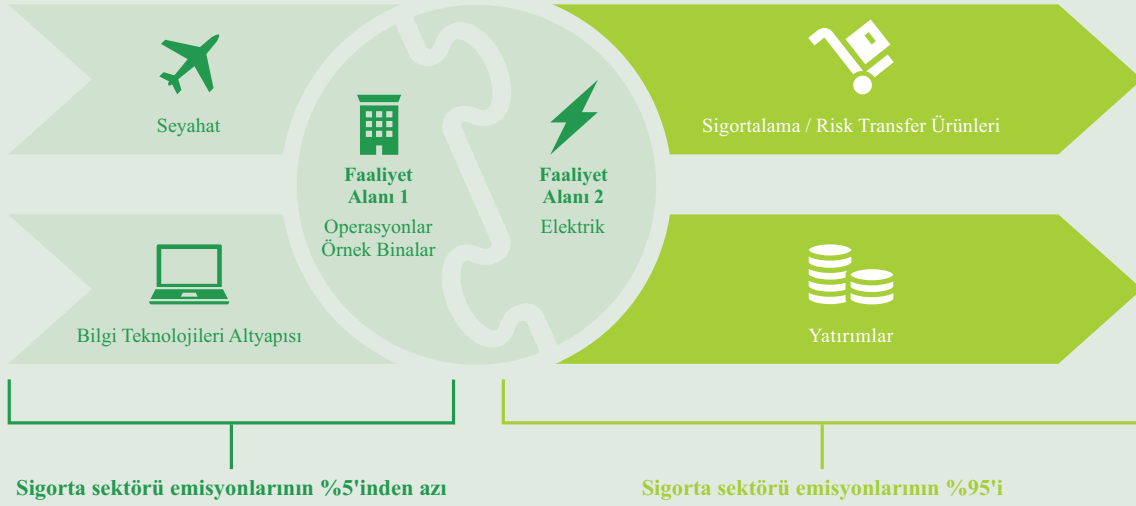 Seyahat
Bilgi Teknolojileri Altyapısı
Faaliyet
Alanı 1
Operasyonlar
Örnek Binalar
Faaliyet
Alanı 2
Elektrik
Sigortalama / Risk Transfer Ürünleri
Yatırımlar
Sigorta sektörü emisyonlarının %5'inden azı
Sigorta sektörü emisyonlarının %95'i